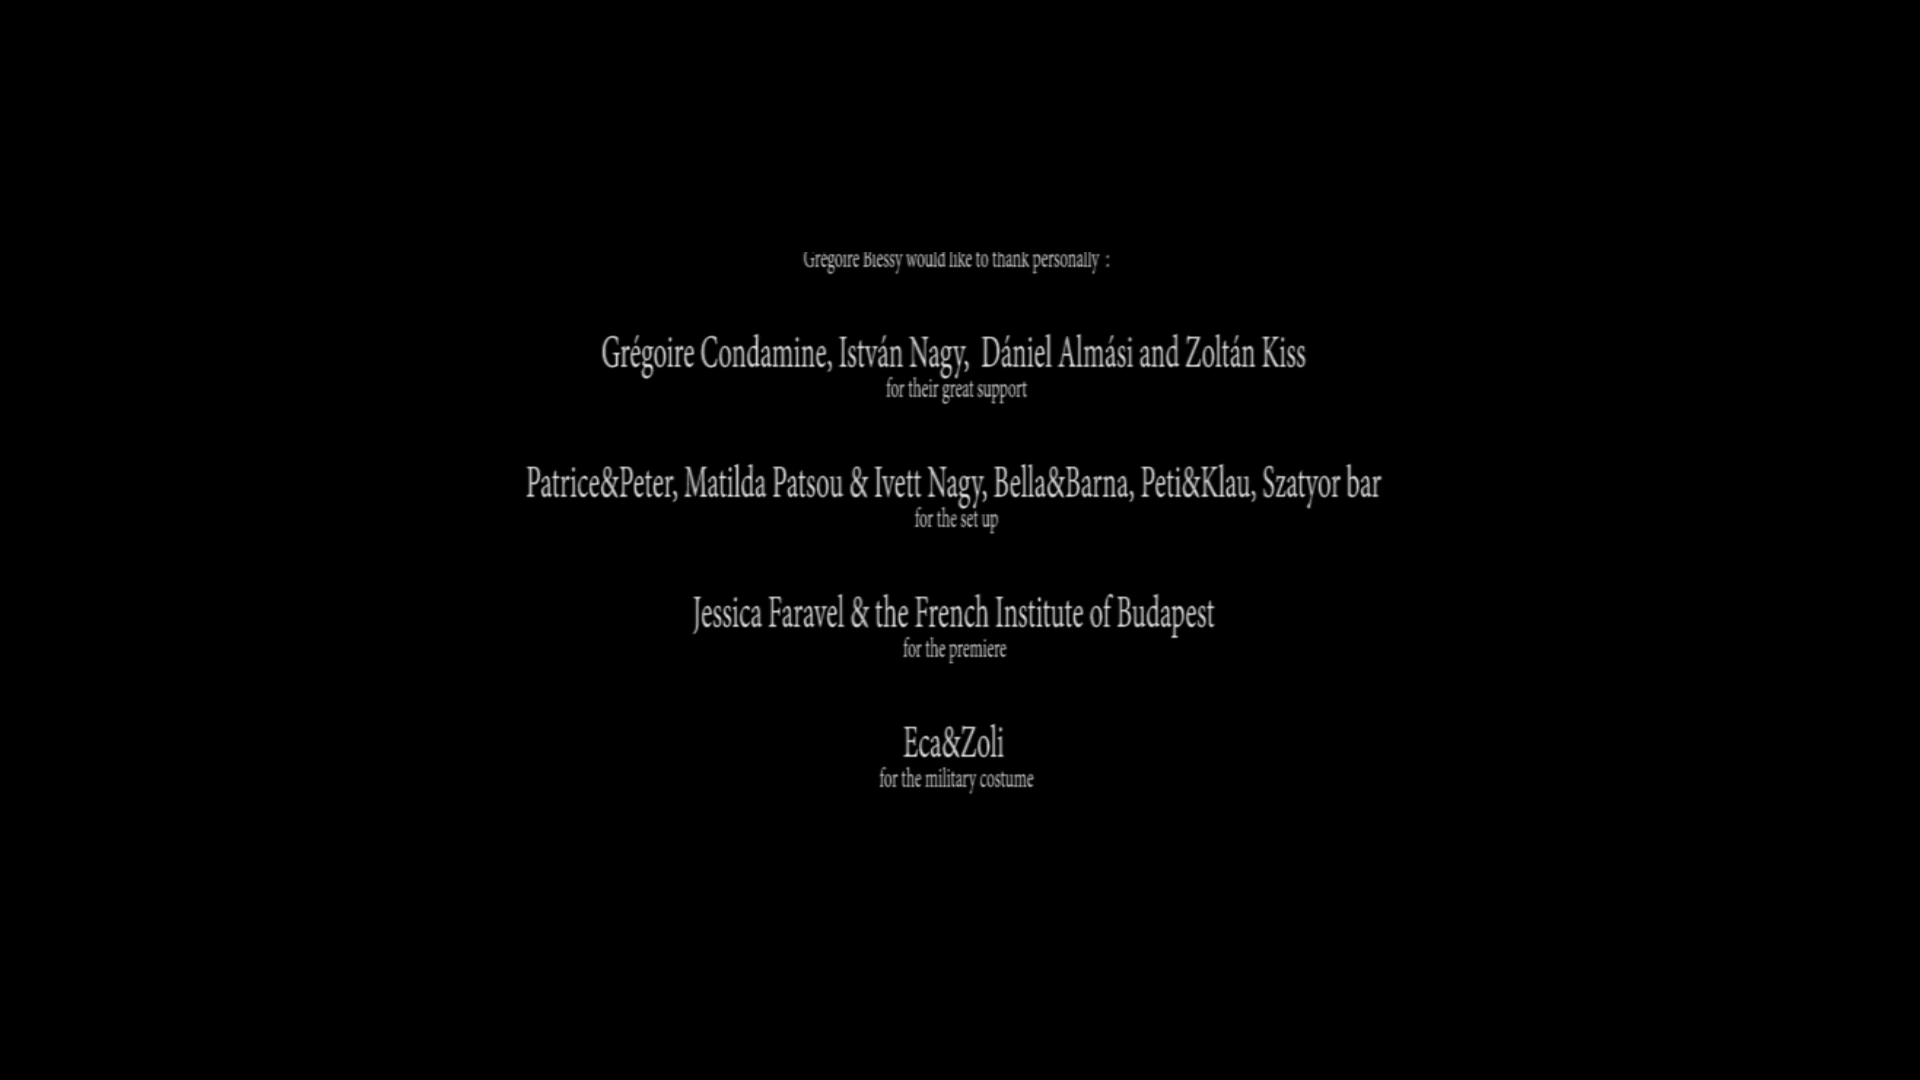 Grégoire Blessy would like to thank personally :
Grégoire Condamine, István Nagy, Dániel Almási and Zoltán Kiss
for their great support
Patrice&Peter, Matilda Patsou & Ivett Nagy, Bella&Barna, Peti&Klau, Szatyor bar
for the set up
Jessica Faravel & the French Institute of Budapest
for the premiere
Eca&Zoli
for the military costume